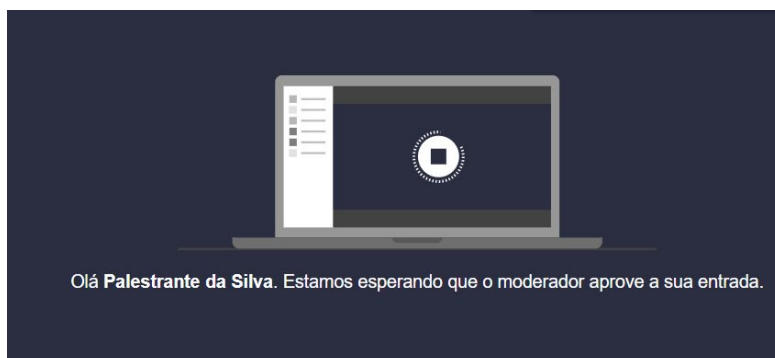 Olá Palestrante da Silva. Estamos esperando que o moderador aprove a sua entrada.